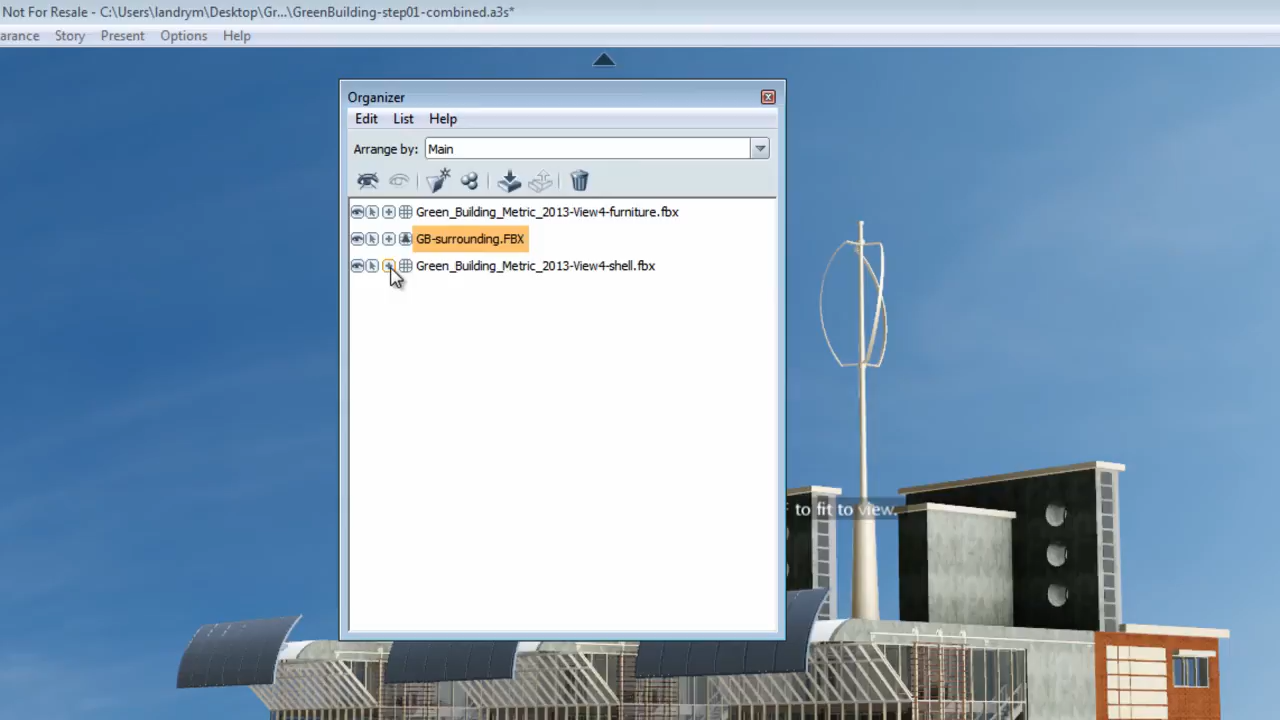 Not For Resale - C:\Users\landrym\Desktop\Gr...\GreenBuilding-step01-combined.a3s*
arance Story Present Options Help
Organizer
Edit List Help
Arrange by: Main
Green_Building_Metric_2013-View4-furniture.fbx
GB-surrounding.FBX
Green_Building_Metric_2013-View4-shell.fbx
to fit to view.